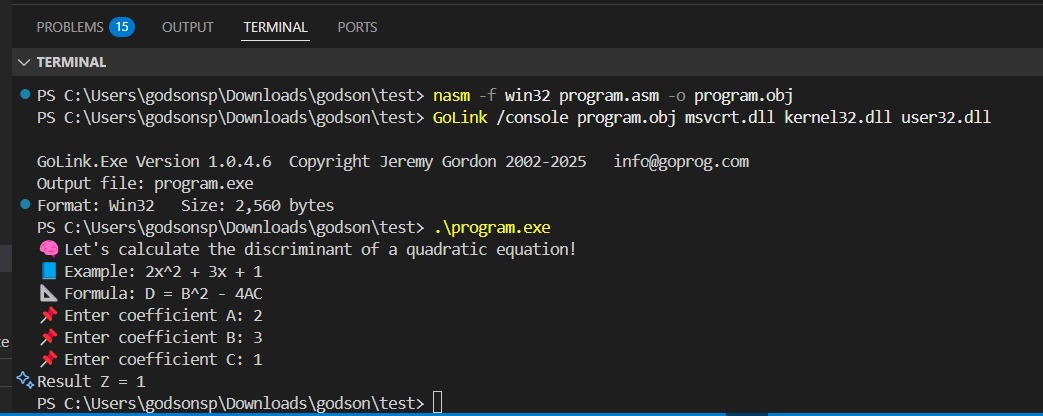 PROBLEMS 15 OUTPUT TERMINAL PORTS
TERMINAL
PS C:\Users\godsonsp\Downloads\godson\test> nasm -f win32 program.asm -o program.obj
PS C:\Users\godsonsp\Downloads\godson\test> GoLink /console program.obj msvcrt.dll kernel32.dll user32.dll
GoLink.Exe Version 1.0.4.6 Copyright Jeremy Gordon 2002-2025 info@goprog.com
Output file: program.exe
Format: Win32 Size: 2,560 bytes
PS C:\Users\godsonsp\Downloads\godson\test> .\program.exe
🧠 Let's calculate the discriminant of a quadratic equation!
📘 Example: 2x^2 + 3x + 1
📐 Formula: D = B^2 - 4AC
📌 Enter coefficient A: 2
📌 Enter coefficient B: 3
📌 Enter coefficient C: 1
Result Z = 1
PS C:\Users\godsonsp\Downloads\godson\test>